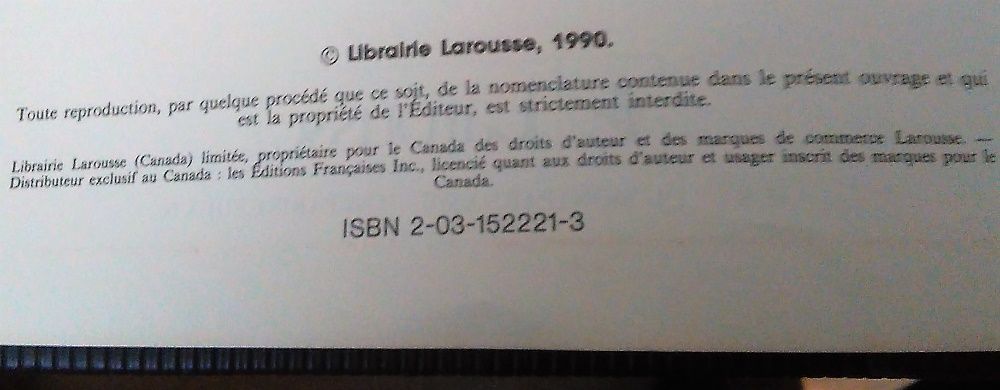 © Librairie Larousse, 1990.
Toute reproduction, par quelque procédé que ce soit, de la nomenclature contenue dans le présent ouvrage et qui
est la propriété de l'Éditeur, est strictement interdite.
Librairie Larousse (Canada) limitée, propriétaire pour le Canada des droits d'auteur et des marques de commerce Larousse. —
Distributeur exclusif au Canada : les Éditions Françaises Inc., licencié quant aux droits d'auteur et usager inscrit des marques pour le
Canada.
ISBN 2-03-152221-3